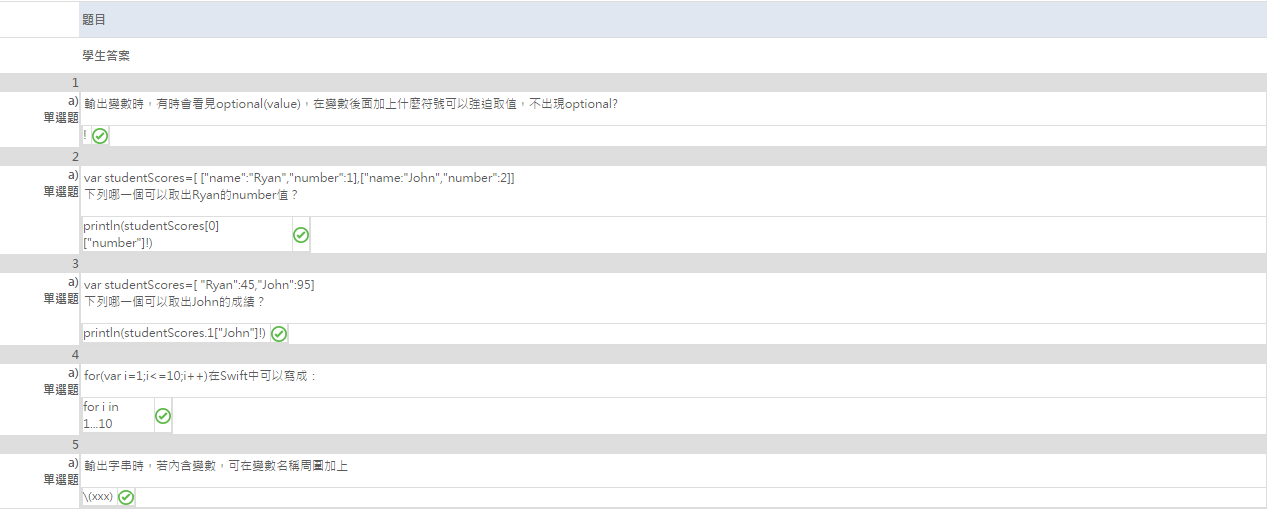 題目
學生答案
1
a) 輸出變數時，有時會看見optional(value)，在變數後面加上什麼符號可以強迫取值，不出現optional?
單選題
!
2
a) var studentScores=[ ["name":"Ryan","number":1],["name:"John","number":2]]
單選題 下列哪一個可以取出Ryan的number值？
println(studentScores[0]
["number"]!)
3
a) var studentScores=[ "Ryan":45,"John":95]
單選題 下列哪一個可以取出John的成績？
println(studentScores.1["John"]!)
4
a) for(var i=1;i<=10;i++)在Swift中可以寫成：
單選題
for i in
1...10
5
a) 輸出字串時，若內含變數，可在變數名稱周圍加上
單選題
\(xxx)